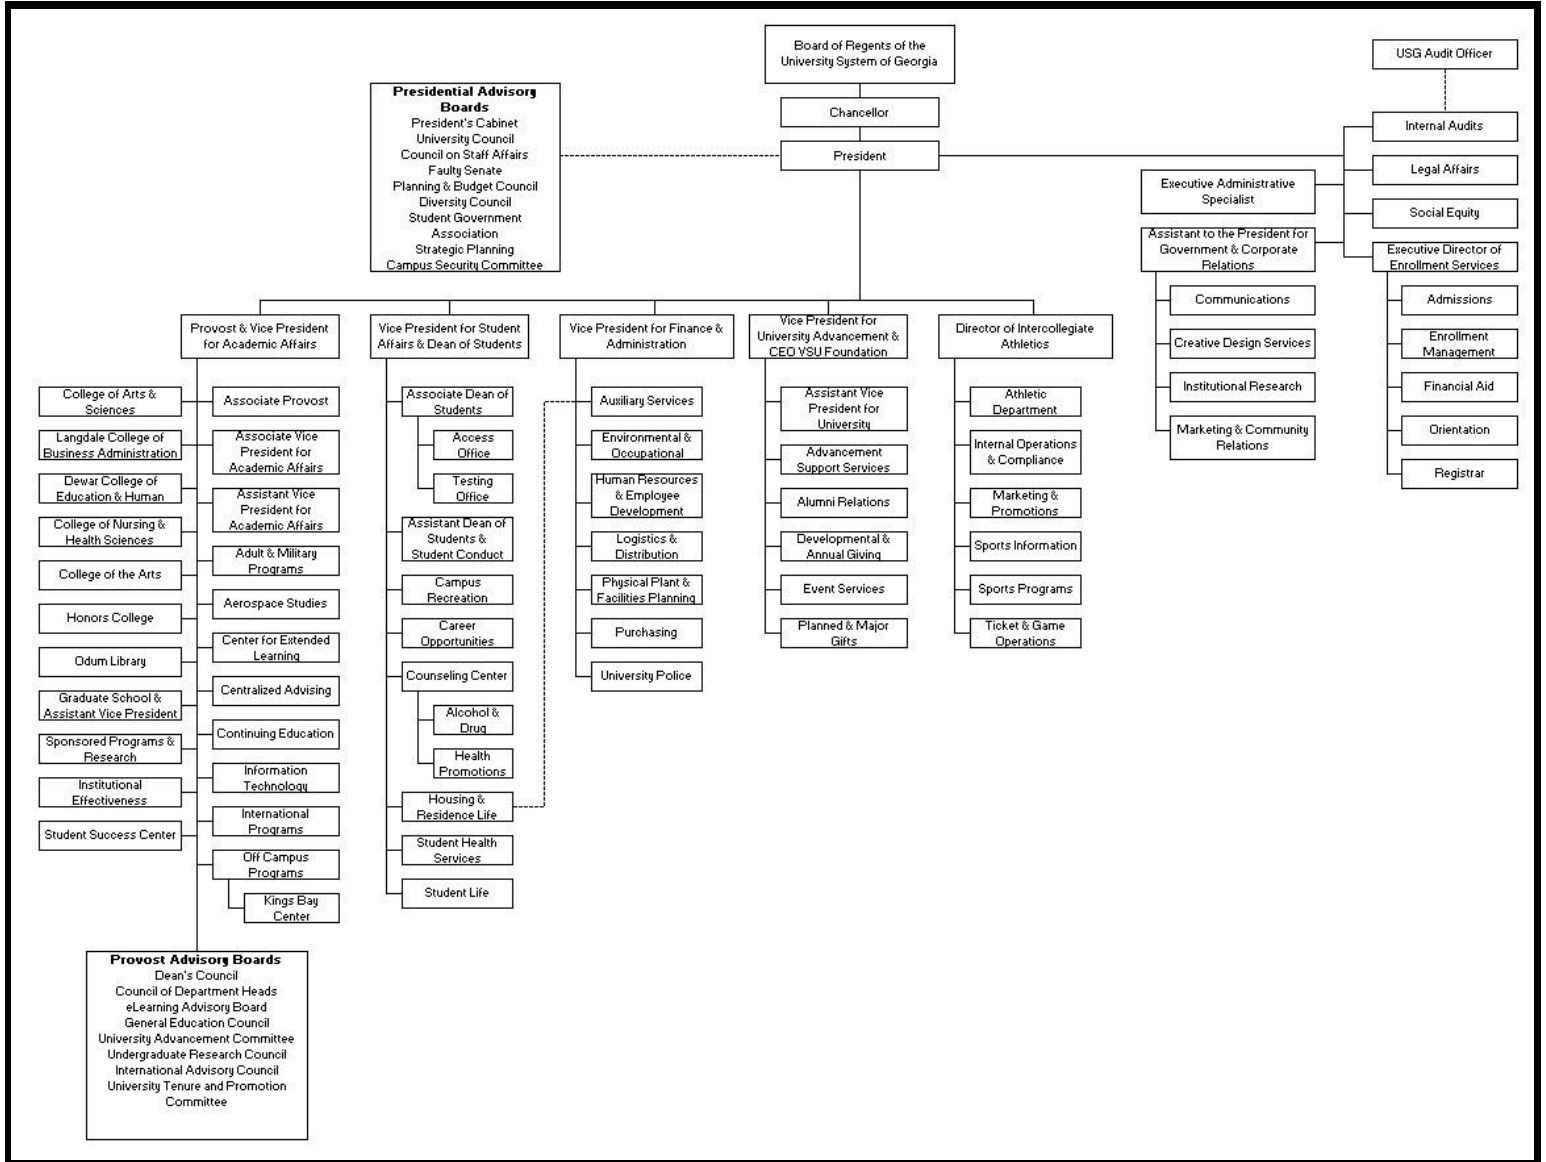 Board of Regents of the
University System of Georgia
USG Audit Officer
Presidential Advisory
Boards
President's Cabinet
University Council
Council on Staff Affairs
Faulty Senate
Planning & Budget Council
Diversity Council
Student Government
Association
Strategic Planning
Campus Security Committee
Chancellor
President
Internal Audits
Legal Affairs
Social Equity
Executive Administrative
Specialist
Assistant to the President for
Government & Corporate
Relations
Communications
Creative Design Services
Institutional Research
Marketing & Community
Relations
Executive Director of
Enrollment Services
Admissions
Enrollment
Management
Financial Aid
Orientation
Registrar
Provost & Vice President
for Academic Affairs
College of Arts &
Sciences
Langdale College of
Business Administration
Dewar College of
Education & Human
College of Nursing &
Health Sciences
College of the Arts
Honors College
Odum Library
Graduate School &
Assistant Vice President
Sponsored Programs &
Research
Institutional
Effectiveness
Student Success Center
Associate Provost
Associate Vice
President for
Academic Affairs
Assistant Vice
President for
Academic Affairs
Adult & Military
Programs
Aerospace Studies
Center for Extended
Learning
Centralized Advising
Continuing Education
Information
Technology
International
Programs
Off Campus
Programs
Kings Bay
Center
Provost Advisory Boards
Dean's Council
Council of Department Heads
eLearning Advisory Board
General Education Council
University Advancement Committee
Undergraduate Research Council
International Advisory Council
University Tenure and Promotion
Committee
Vice President for Student
Affairs & Dean of Students
Associate Dean of
Students
Access
Office
Testing
Office
Assistant Dean of
Students &
Student Conduct
Campus
Recreation
Career
Opportunities
Counseling Center
Alcohol &
Drug
Health
Promotions
Housing &
Residence Life
Student Health
Services
Student Life
Vice President for Finance &
Administration
Auxiliary Services
Environmental &
Occupational
Human Resources
& Employee
Development
Logistics &
Distribution
Physical Plant &
Facilities Planning
Purchasing
University Police
Vice President for
University Advancement &
CEO VSU Foundation
Assistant Vice
President for
University
Advancement
Support Services
Alumni Relations
Developmental &
Annual Giving
Event Services
Planned & Major
Gifts
Director of Intercollegiate
Athletics
Athletic
Department
Internal Operations
& Compliance
Marketing &
Promotions
Sports Information
Sports Programs
Ticket & Game
Operations